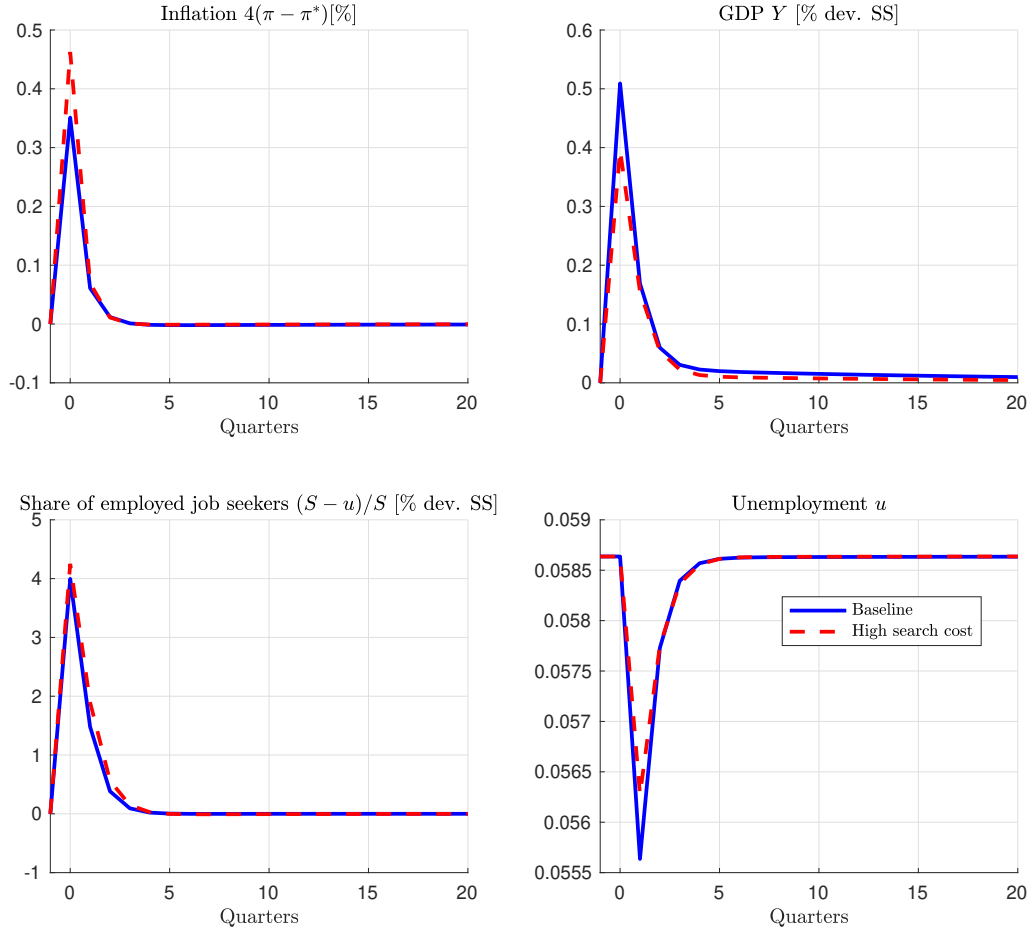 Inflation 4(π − π*)[%]
0.5
0.4
0.3
0.2
0.1
0
-0.1
0 5 10 15 20
Quarters
GDP Y [% dev. SS]
0.6
0.5
0.4
0.3
0.2
0.1
0
0 5 10 15 20
Quarters
Share of employed job seekers (S − u)/S [% dev. SS]
5
4
3
2
1
0
-1
0 5 10 15 20
Quarters
Unemployment u
0.059
0.0585
0.058
0.0575
0.057
0.0565
0.056
0.0555
Baseline
High search cost
0 5 10 15 20
Quarters